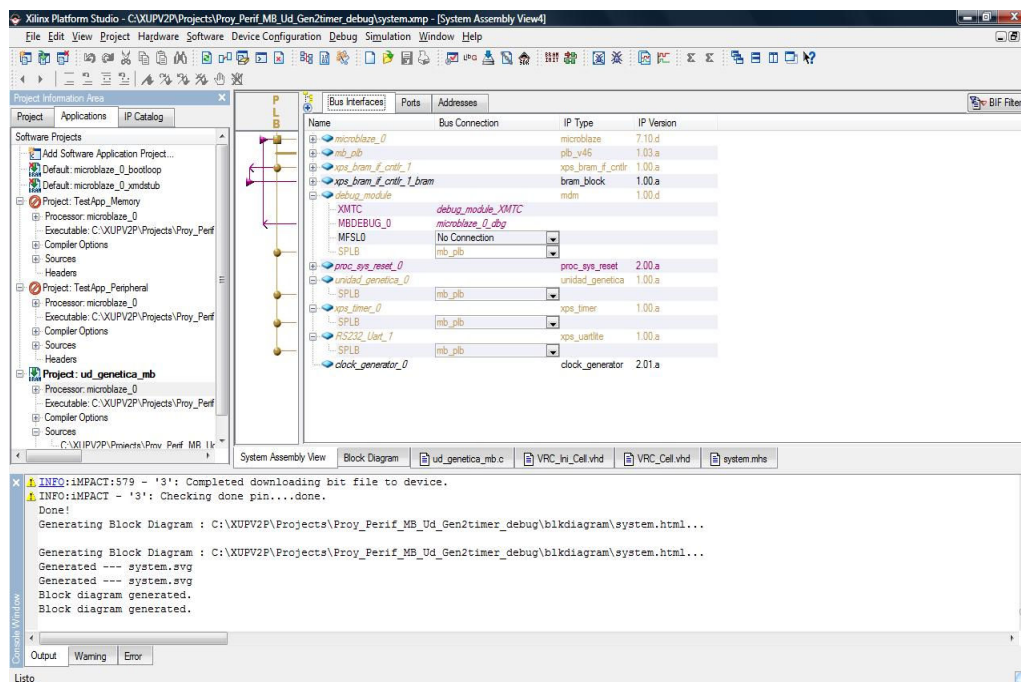 Xilinx Platform Studio - C:\XUPV2P\Projects\Proy_Perif_MB_Ud_Gen2timer_debug\system.xmp - [System Assembly View4]
File Edit View Project Hardware Software Device Configuration Debug Simulation Window Help
Project Information Area
Project Applications IP Catalog
Software Projects
Add Software Application Project...
Default: microblaze_0_bootloop
Default: microblaze_0_xmdstub
Project: TestApp_Memory
Processor: microblaze_0
Executable: C:\XUPV2P\Projects\Proy_Perif
Compiler Options
Sources
Headers
Project: TestApp_Peripheral
Processor: microblaze_0
Executable: C:\XUPV2P\Projects\Proy_Perif
Compiler Options
Sources
Headers
Project: ud_genetica_mb
Processor: microblaze_0
Executable: C:\XUPV2P\Projects\Proy_Perif
Compiler Options
Sources
C:\XUPV2P\Projects\Proy_Perif_MB_Ud
P
L
B
Bus Interfaces Ports Addresses
BIF Filter
Name Bus Connection IP Type IP Version
microblaze_0 microblaze 7.10.d
mb_plb plb_v46 1.03.a
xps_bram_if_cntlr_1 xps_bram_if_cntlr 1.00.a
xps_bram_if_cntlr_1_bram bram_block 1.00.a
debug_module mdm 1.00.d
XMTC debug_module_XMTC
MBDEBUG_0 microblaze_0_dbg
MFSL0 No Connection
SPLB mb_plb
proc_sys_reset_0 proc_sys_reset 2.00.a
unidad_genetica_0 unidad_genetica 1.00.a
SPLB mb_plb
xps_timer_0 xps_timer 1.00.a
SPLB mb_plb
RS232_Uart_1 xps_uartlite 1.00.a
SPLB mb_plb
clock_generator_0 clock_generator 2.01.a
System Assembly View Block Diagram ud_genetica_mb.c VRC_Ini_Cell.vhd VRC_Cell.vhd system.mhs
INFO:iMPACT:579 - '3': Completed downloading bit file to device.
INFO:iMPACT - '3': Checking done pin....done.
Done!
Generating Block Diagram : C:\XUPV2P\Projects\Proy_Perif_MB_Ud_Gen2timer_debug\blkdiagram\system.html...
Generating Block Diagram : C:\XUPV2P\Projects\Proy_Perif_MB_Ud_Gen2timer_debug\blkdiagram\system.html...
Generated --- system.svg
Generated --- system.svg
Block diagram generated.
Block diagram generated.
Console Window
Output Warning Error
Listo